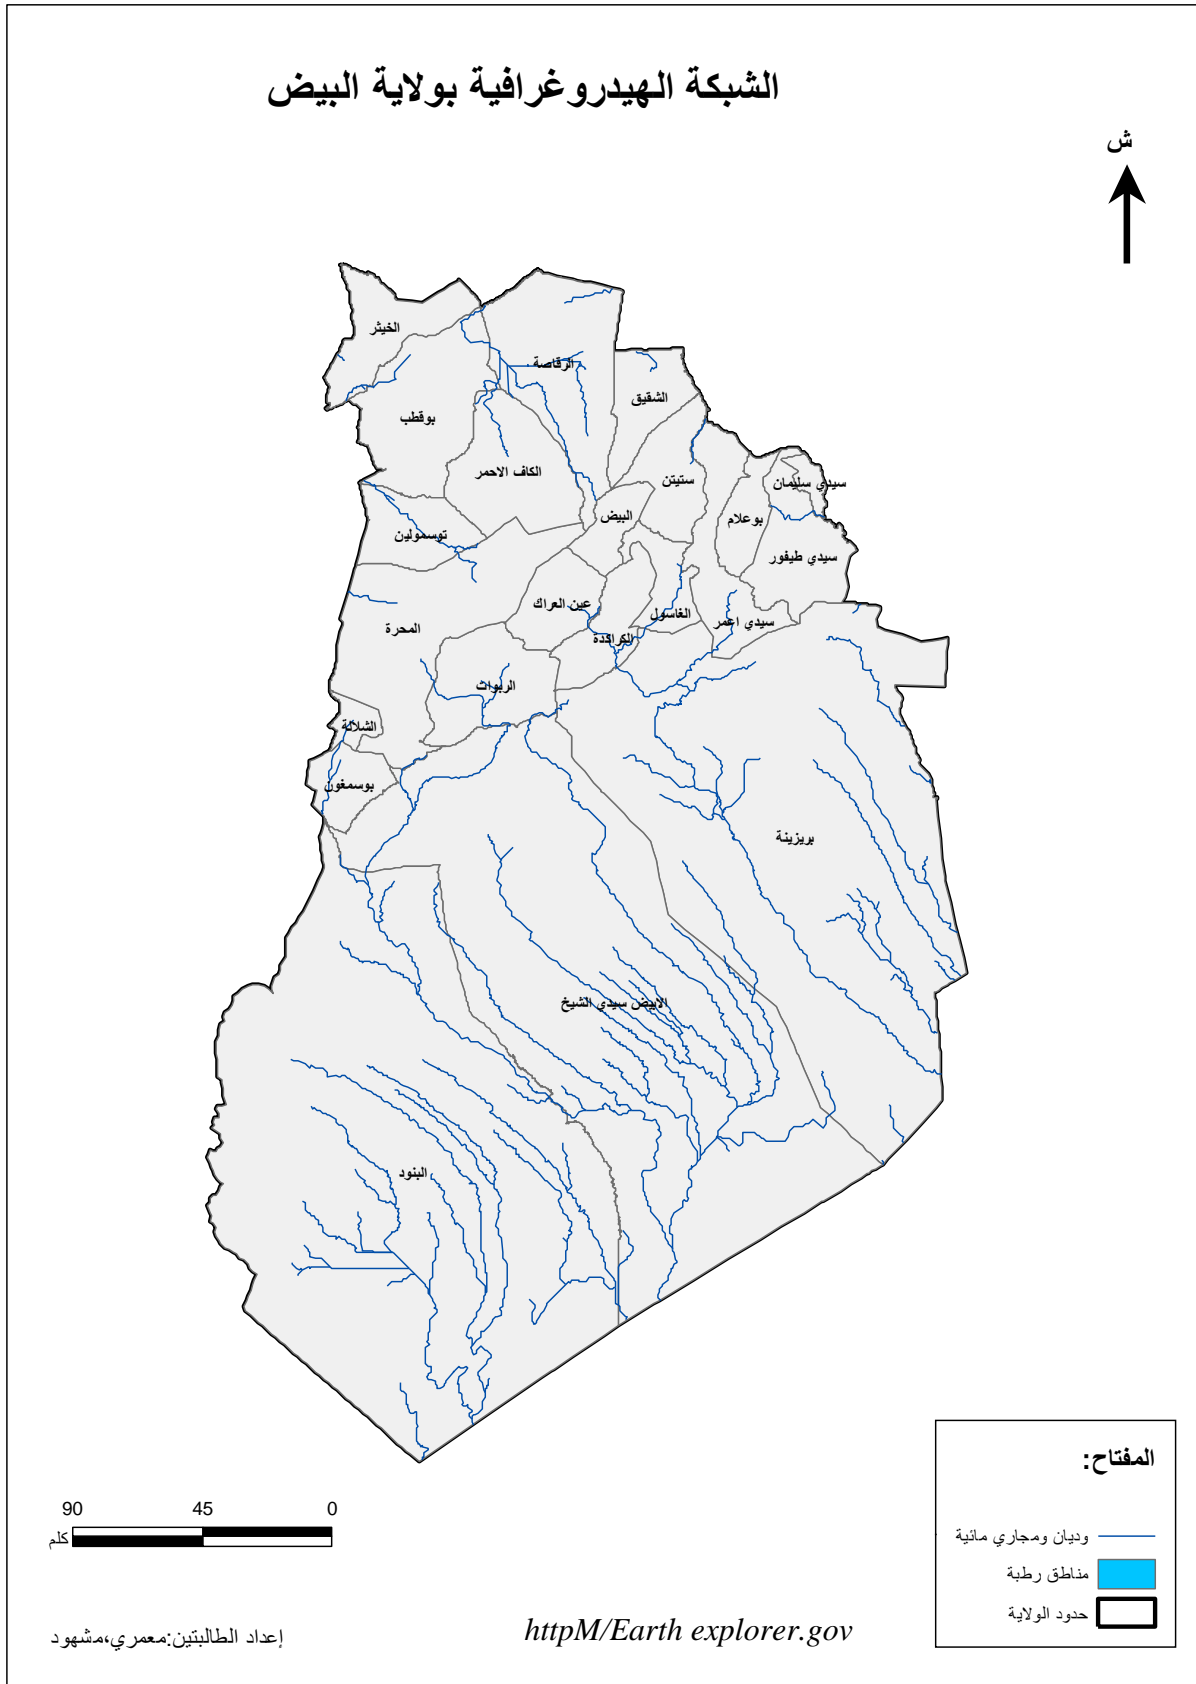 الشبكة الهيدروغرافية بولاية البيض
ش
الخيثر
الرقاصة
الشقيق
بوقطب
الكاف الاحمر
ستيتن
سيدي سليمان
البيض
بوعلام
توسمولين
سيدي طيفور
عين العراك
الغاسول
سيدي اعمر
المحرة
الكراكدة
الربوات
الشلالة
بوسمغون
بريزينة
الابيض سيدي الشيخ
البنود
المفتاح:
وديان ومجاري مائية
مناطق رطبة
حدود الولاية
90 45 0
كلم
إعداد الطالبتين:معمري،مشهود
httpM/Earth explorer.gov